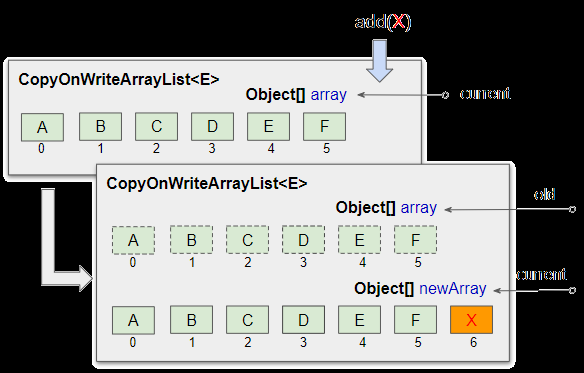 add(X)
CopyOnWriteArrayList<E>
Object[] array
current
A B C D E F
0 1 2 3 4 5
CopyOnWriteArrayList<E>
Object[] array
old
A B C D E F
0 1 2 3 4 5
Object[] newArray
current
A B C D E F X
0 1 2 3 4 5 6